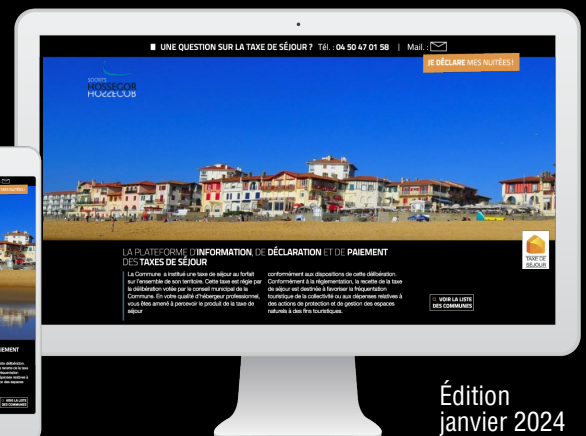 UNE QUESTION SUR LA TAXE DE SÉJOUR ? Tél. : 04 50 47 01 58 | Mail. :
JE DÉCLARE MES NUITÉES !
SOORTS
HOSSEGOR
LA PLATEFORME D'INFORMATION, DE DÉCLARATION ET DE PAIEMENT
DES TAXES DE SÉJOUR
La Commune a institué une taxe de séjour au forfait
sur l'ensemble de son territoire. Cette taxe est régie par
la délibération votée par le conseil municipal de la
Commune. En votre qualité d'hébergeur professionnel,
vous êtes amené à percevoir le produit de la taxe de
séjour
conformément aux dispositions de cette délibération.
Conformément à la réglementation, la recette de la taxe
de séjour est destinée à favoriser la fréquentation
touristique de la collectivité ou aux dépenses relatives à
des actions de protection et de gestion des espaces
naturels à des fins touristiques.
TAXE DE
SÉJOUR
VOIR LA LISTE
DES COMMUNES
IEMENT
VOIR LA LISTE
DES COMMUNES
Édition
janvier 2024